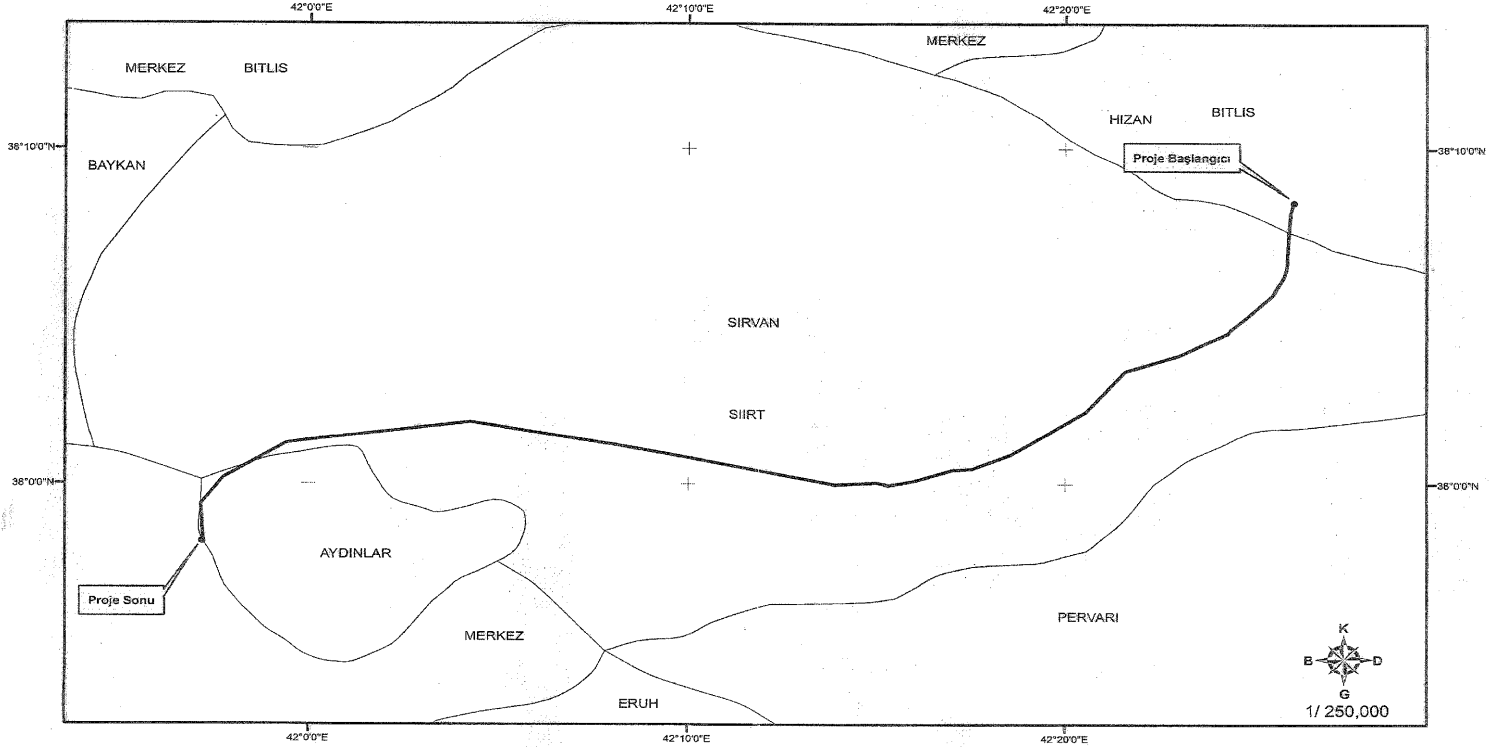 42°0'0"E 42°10'0"E 42°20'0"E
MERKEZ
MERKEZ BITLIS
HIZAN BITLIS
38°10'0"N 38°10'0"N
BAYKAN
Proje Başlangıcı
SIRVAN
SIIRT
38°0'0"N 38°0'0"N
AYDINLAR
Proje Sonu
MERKEZ
PERVARI
ERUH
K
B D
G
1/ 250,000
42°0'0"E 42°10'0"E 42°20'0"E